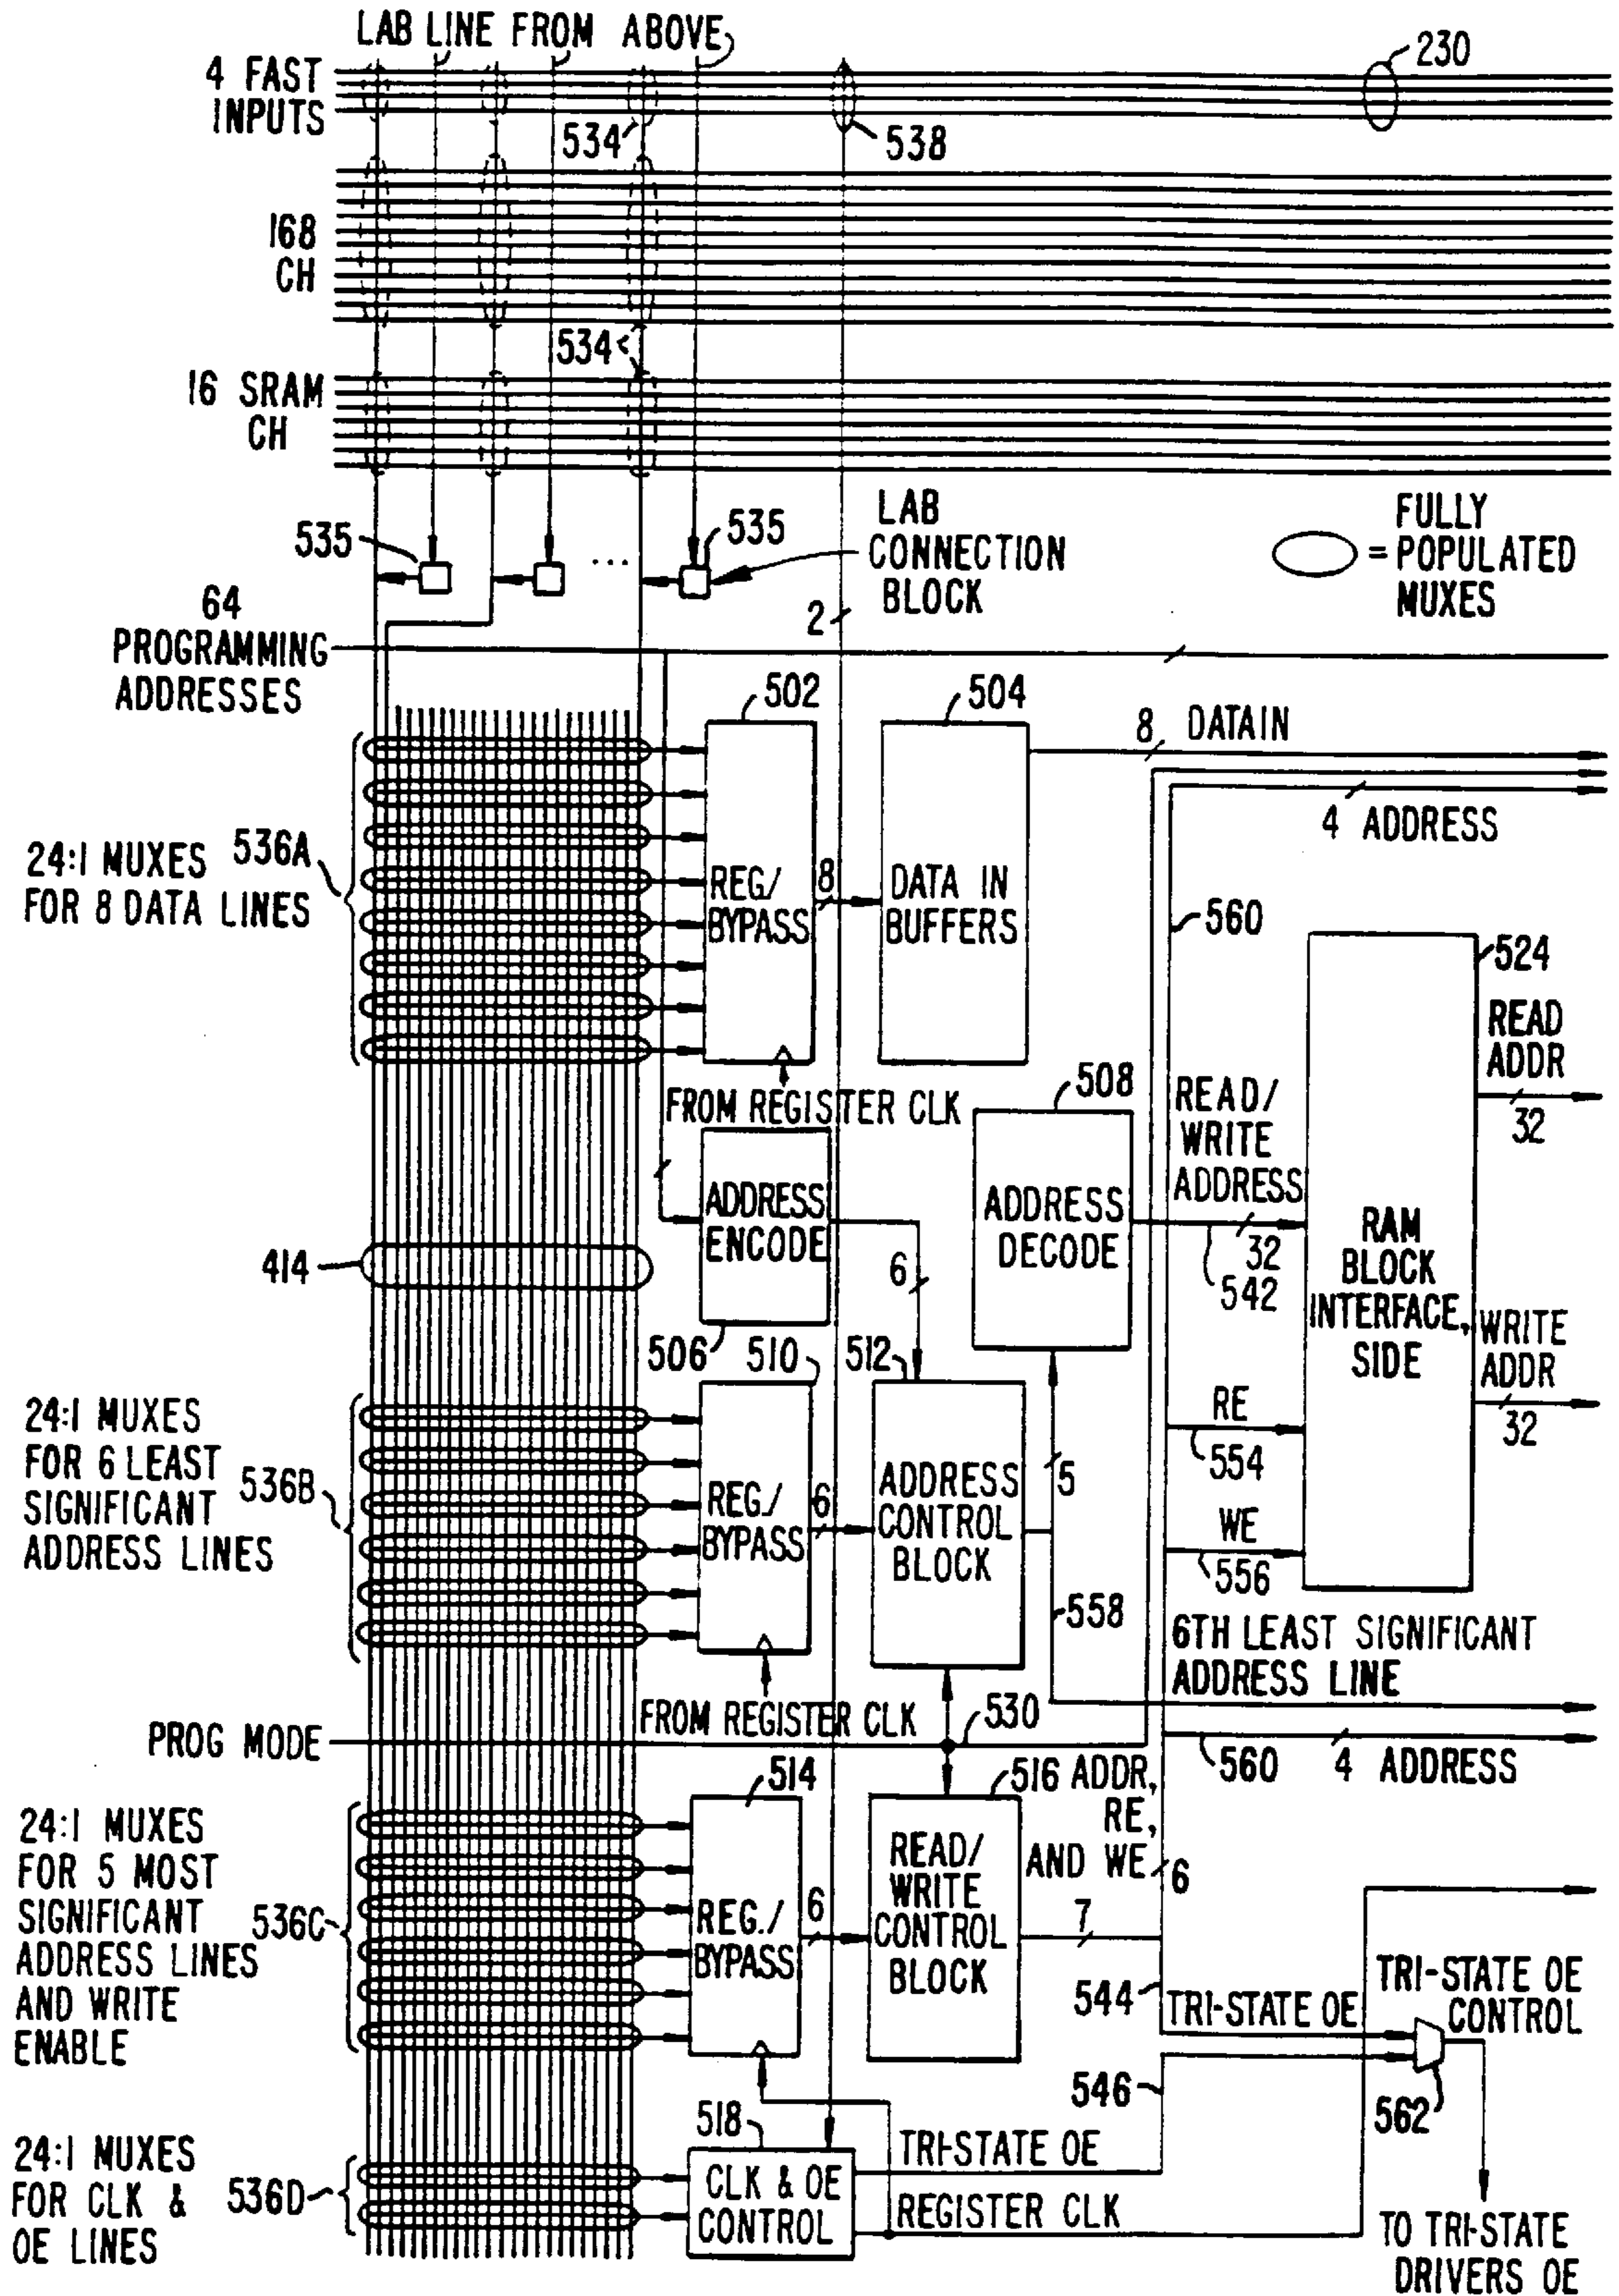 LAB LINE FROM ABOVE
4 FAST
INPUTS
230
534
538
168
CH
534
16 SRAM
CH
535
535
LAB
CONNECTION
BLOCK
= FULLY
POPULATED
MUXES
64
PROGRAMMING
ADDRESSES
2
502
504
8 DATAIN
4 ADDRESS
24:1 MUXES
FOR 8 DATA LINES
536A
REG/
BYPASS
8
DATA IN
BUFFERS
560
524
READ
ADDR
32
FROM REGISTER CLK
508
READ/
WRITE
ADDRESS
32
542
ADDRESS
ENCODE
ADDRESS
DECODE
RAM
BLOCK
INTERFACE,
SIDE
414
6
506
510
512
WRITE
ADDR
32
24:1 MUXES
FOR 6 LEAST
SIGNIFICANT
ADDRESS LINES
536B
REG./
BYPASS
6
ADDRESS
CONTROL
BLOCK
5
RE
554
WE
556
558
6TH LEAST SIGNIFICANT
ADDRESS LINE
FROM REGISTER CLK
530
PROG MODE
560
4 ADDRESS
514
516
ADDR,
RE,
AND WE
6
24:1 MUXES
FOR 5 MOST
SIGNIFICANT
ADDRESS LINES
AND WRITE
ENABLE
536C
REG./
BYPASS
6
READ/
WRITE
CONTROL
BLOCK
7
544
TRI-STATE OE
TRI-STATE OE
CONTROL
546
562
518
24:1 MUXES
FOR CLK &
OE LINES
536D
CLK & OE
CONTROL
TRI-STATE OE
REGISTER CLK
TO TRI-STATE
DRIVERS OE